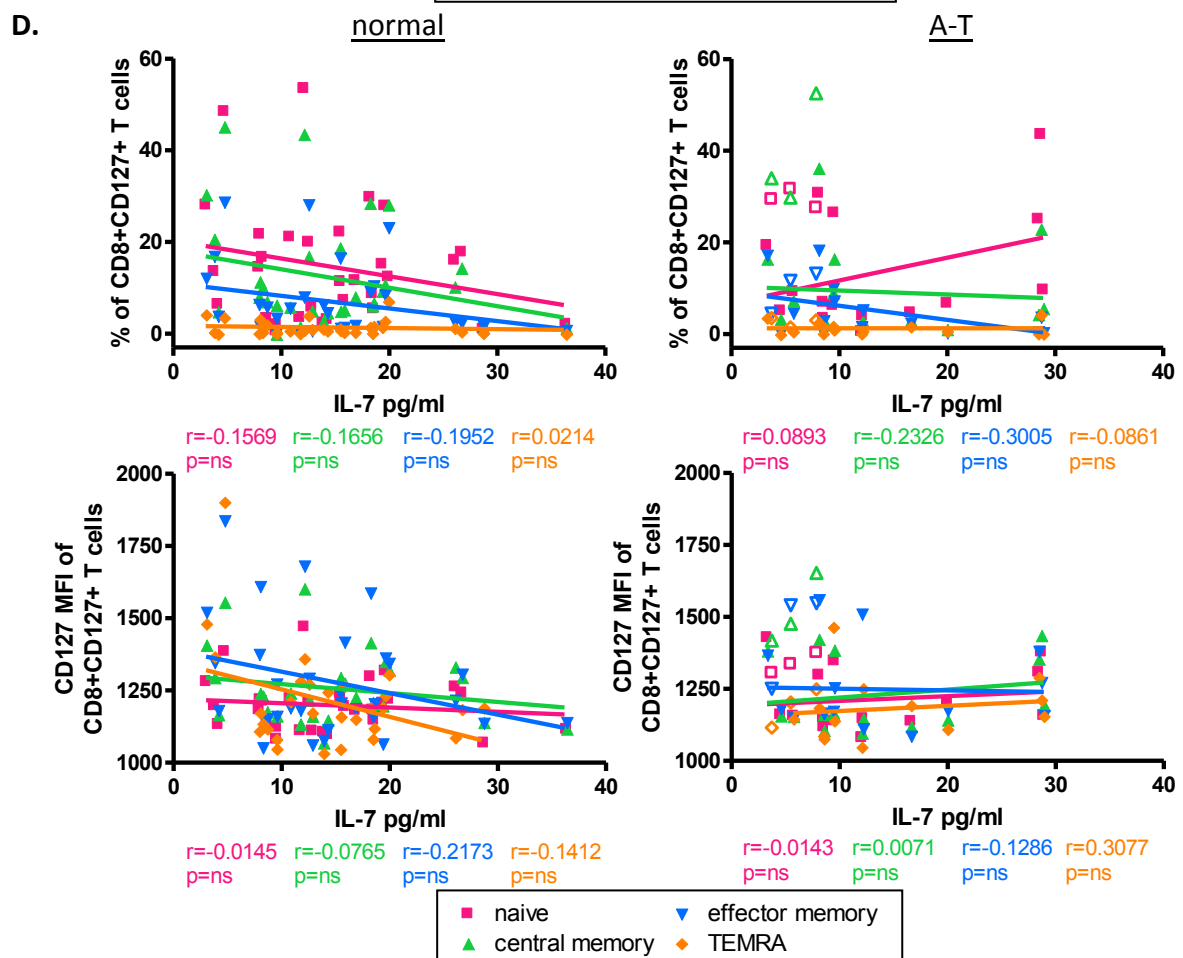 D.
normal
A-T
% of CD8+CD127+ T cells
60
40
20
0
0 10 20 30 40
IL-7 pg/ml
r=-0.1569 r=-0.1656 r=-0.1952 r=0.0214
p=ns p=ns p=ns p=ns
% of CD8+CD127+ T cells
60
40
20
0
0 10 20 30 40
IL-7 pg/ml
r=0.0893 r=-0.2326 r=-0.3005 r=-0.0861
p=ns p=ns p=ns p=ns
CD127 MFI of
CD8+CD127+ T cells
2000
1750
1500
1250
1000
0 10 20 30 40
IL-7 pg/ml
r=-0.0145 r=-0.0765 r=-0.2173 r=-0.1412
p=ns p=ns p=ns p=ns
CD127 MFI of
CD8+CD127+ T cells
2000
1750
1500
1250
1000
0 10 20 30 40
IL-7 pg/ml
r=-0.0143 r=0.0071 r=-0.1286 r=0.3077
p=ns p=ns p=ns p=ns
naive effector memory
central memory TEMRA